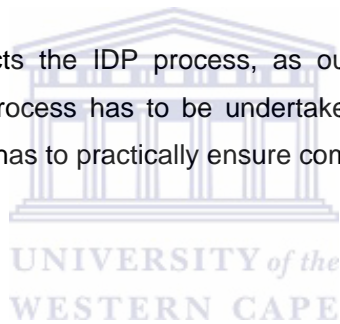 cts the IDP process, as ou
rocess has to be undertake
has to practically ensure con
UNIVERSITY of the
WESTERN CAPE